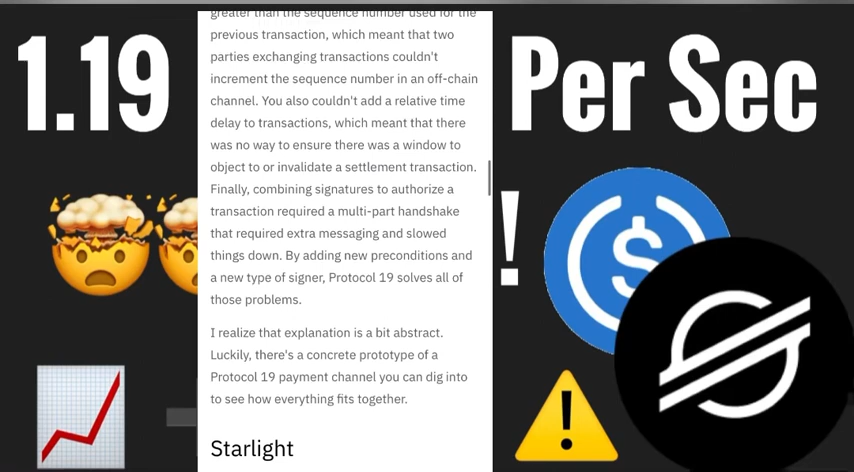 1.19
Per Sec
!
greater than the sequence number used for the
previous transaction, which meant that two
parties exchanging transactions couldn't
increment the sequence number in an off-chain
channel. You also couldn't add a relative time
delay to transactions, which meant that there
was no way to ensure there was a window to
object to or invalidate a settlement transaction.
Finally, combining signatures to authorize a
transaction required a multi-part handshake
that required extra messaging and slowed
things down. By adding new preconditions and
a new type of signer, Protocol 19 solves all of
those problems.
I realize that explanation is a bit abstract.
Luckily, there's a concrete prototype of a
Protocol 19 payment channel you can dig into
to see how everything fits together.
Starlight